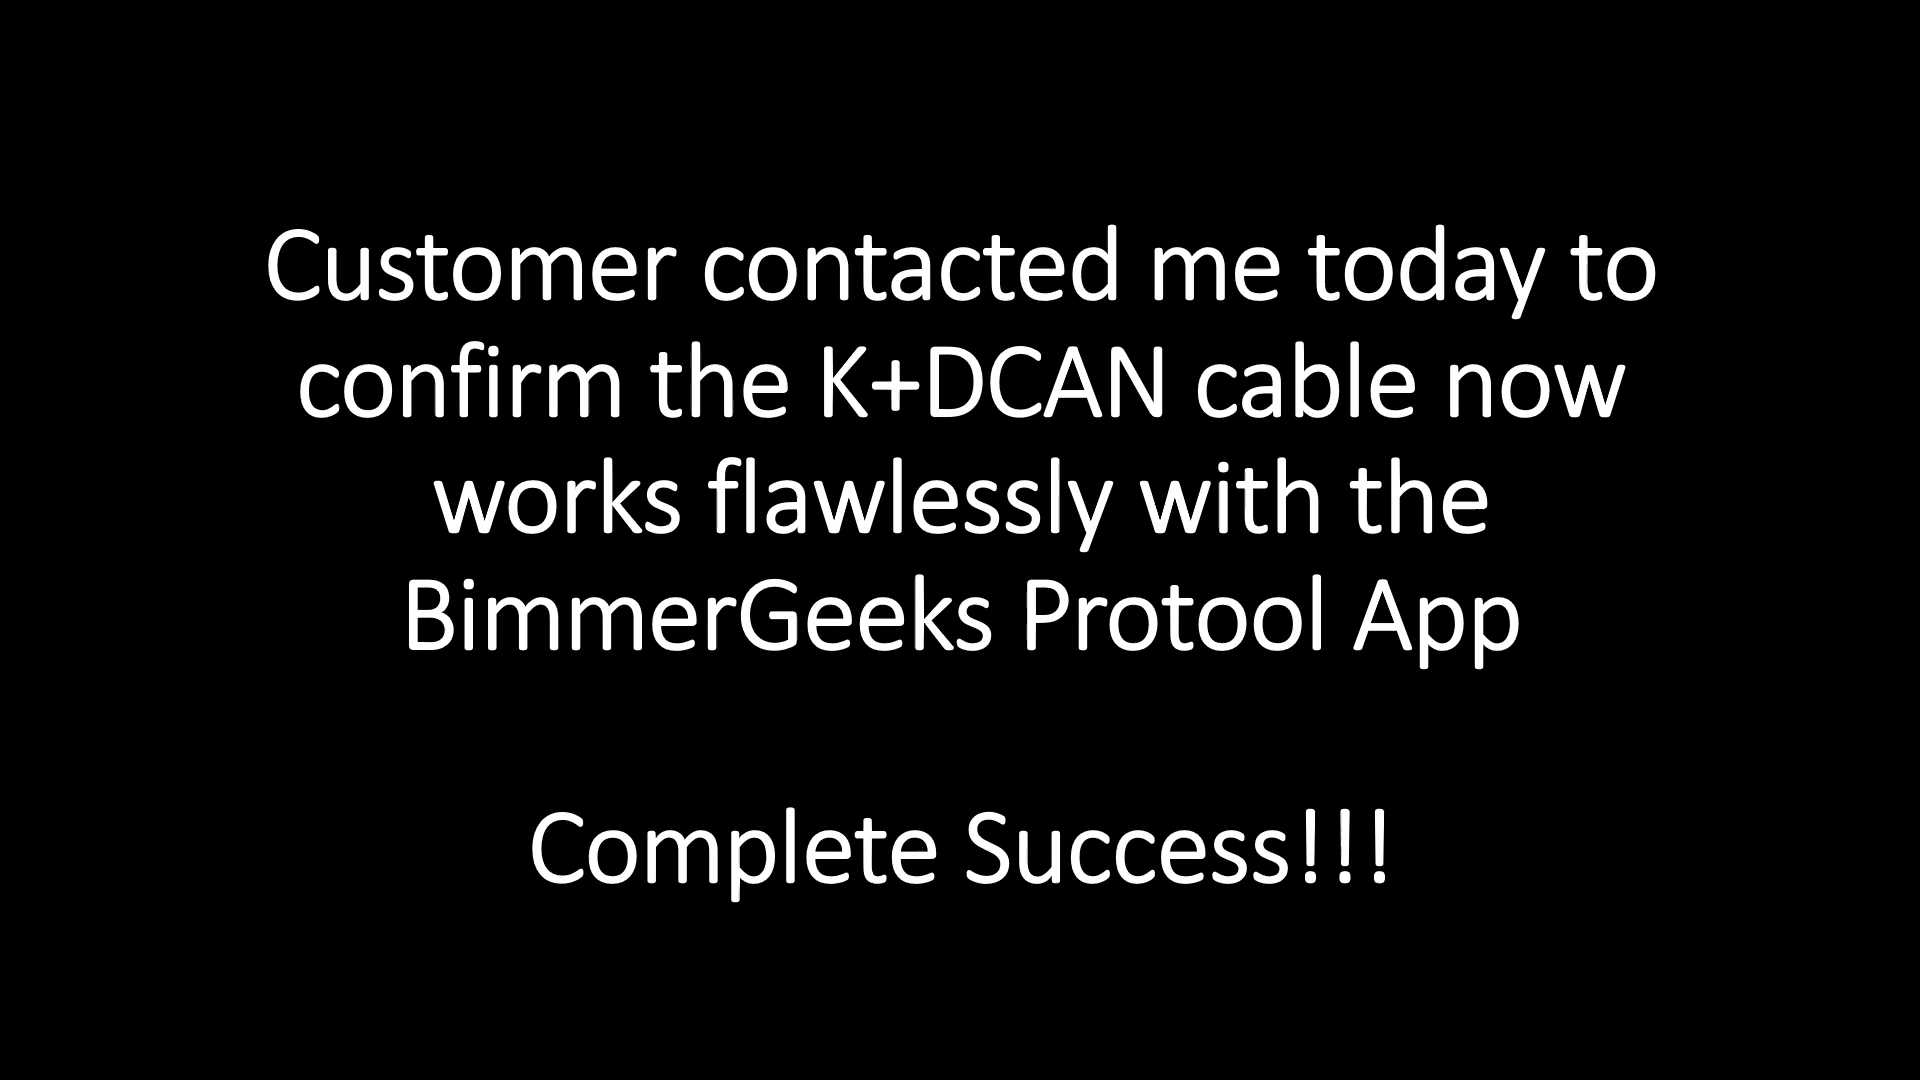 Customer contacted me today to
confirm the K+DCAN cable now
works flawlessly with the
BimmerGeeks Protool App
Complete Success!!!